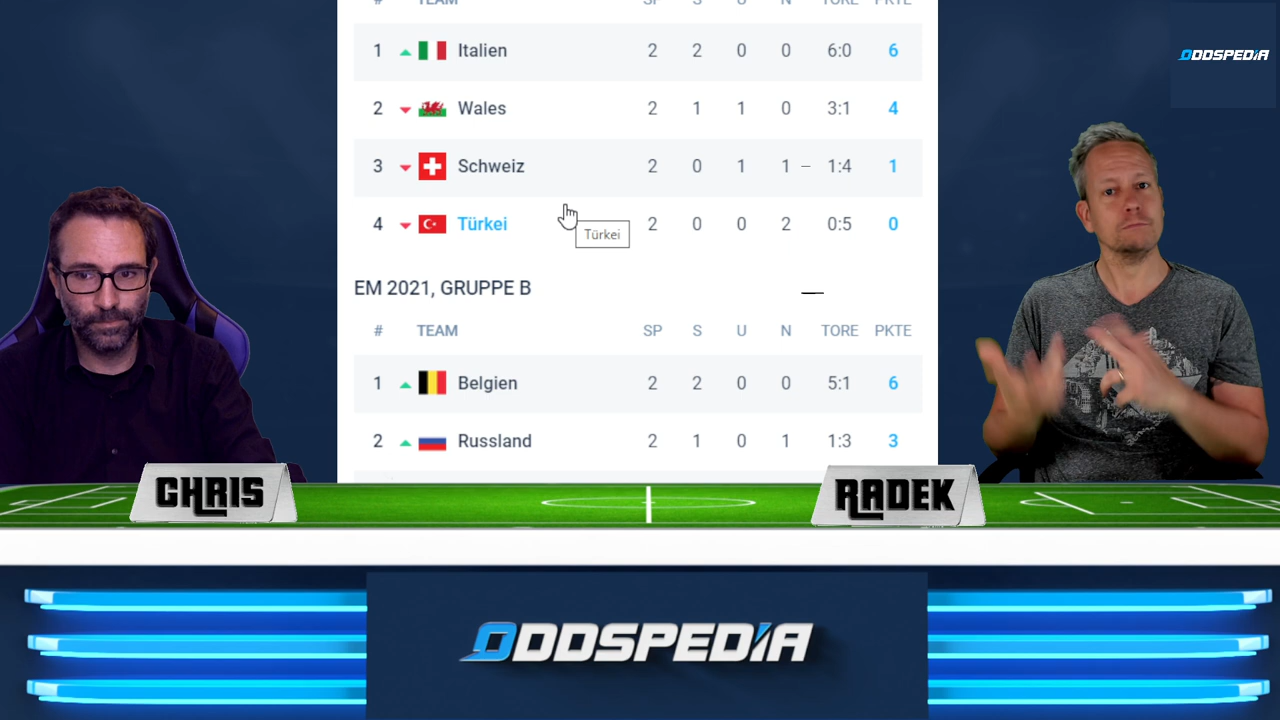 # TEAM SP S U N TORE PKTE
1 Italien 2 2 0 0 6:0 6
ODDSPEDIA
2 Wales 2 1 1 0 3:1 4
3 Schweiz 2 0 1 1 1:4 1
4 Türkei 2 0 0 2 0:5 0
Türkei
EM 2021, GRUPPE B
# TEAM SP S U N TORE PKTE
1 Belgien 2 2 0 0 5:1 6
2 Russland 2 1 0 1 1:3 3
CHRIS
RADEK
ODDSPEDIA